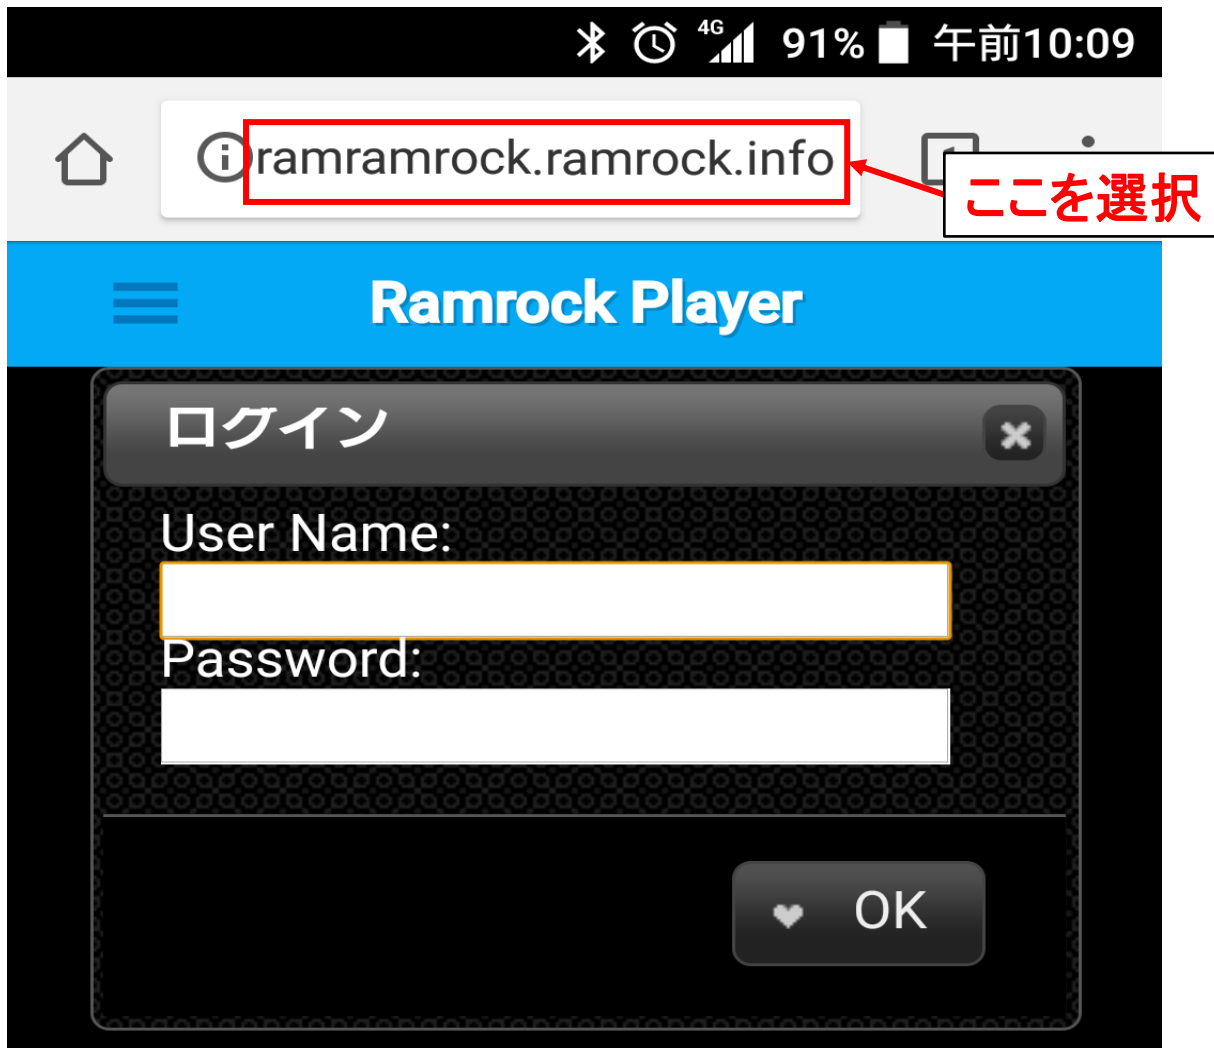 4G 91% 午前10:09
ramramrock.ramrock.info
ここを選択
Ramrock Player
ログイン
User Name:
Password:
OK